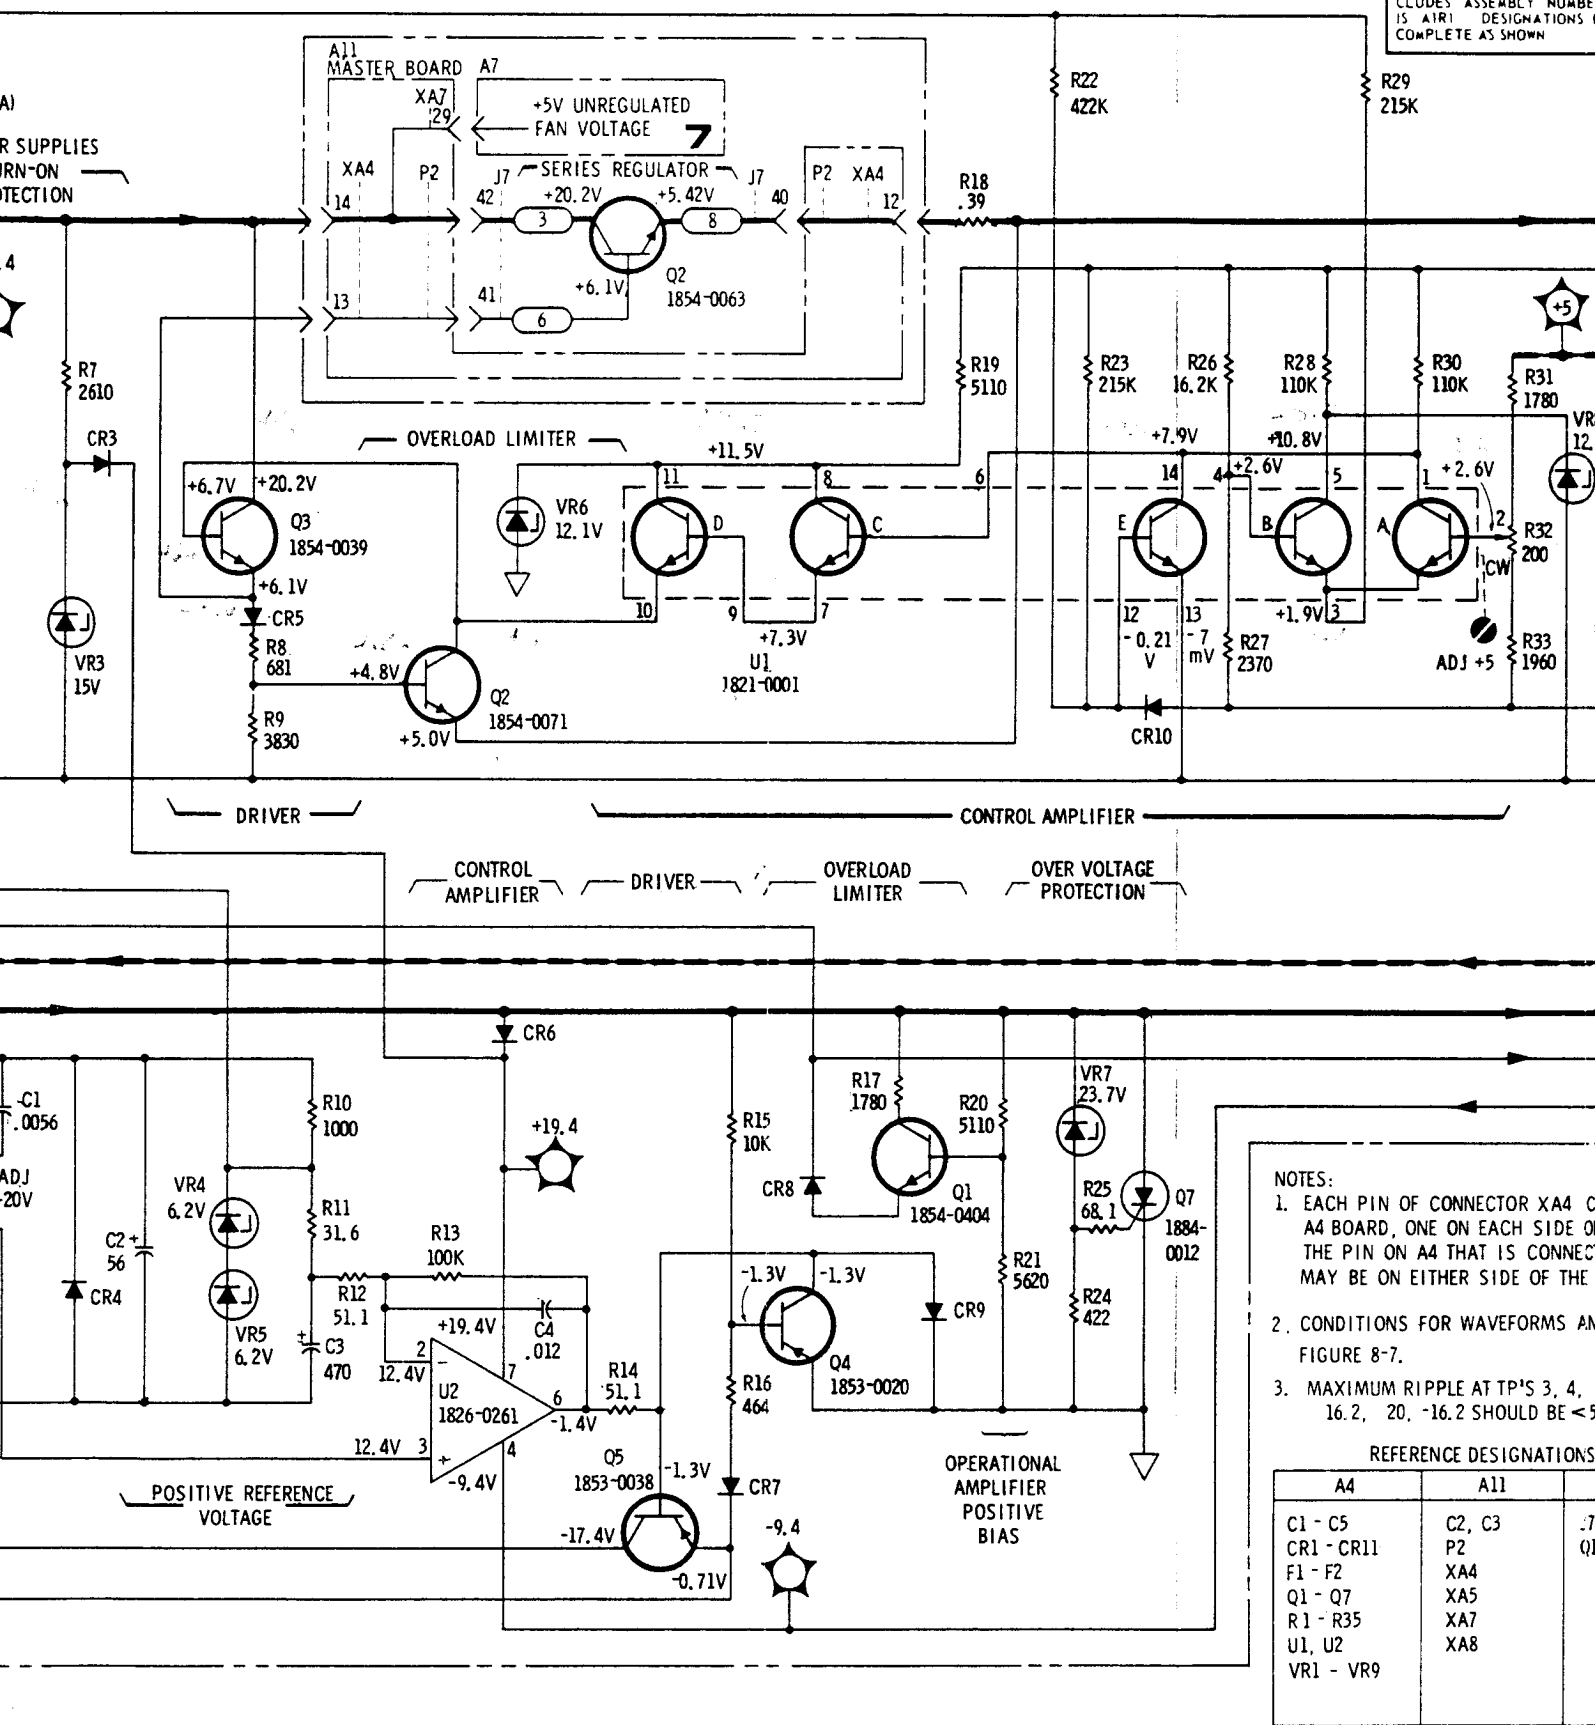 CLUDES ASSEMBLY NUMBE
IS A1R1 DESIGNATIONS
COMPLETE AS SHOWN
A11
MASTER BOARD
A7
XA7
29
+5V UNREGULATED
FAN VOLTAGE
7
R22
422K
R29
215K
A)
R SUPPLIES
URN-ON
OTECTION
XA4
P2
J7
SERIES REGULATOR
J7
P2
XA4
14
42
+20.2V
+5.42V
40
12
3
8
R18
.39
Q2
1854-0063
+6.1V
13
41
6
.4
+5
R7
2610
R19
5110
R23
215K
R26
16.2K
R28
110K
R30
110K
R31
1780
CR3
OVERLOAD LIMITER
+11.5V
+7.9V
+10.8V
VR
12.
+6.7V
+20.2V
11
8
6
14
4
+2.6V
5
1
+2.6V
Q3
1854-0039
VR6
12.1V
D
C
E
B
A
2
R32
200
CW
+6.1V
CR5
10
9
7
+7.3V
U1
1821-0001
12
-0.21
V
13
-7
mV
+1.9V
3
R8
681
R27
2370
ADJ +5
R33
1960
VR3
15V
+4.8V
Q2
1854-0071
R9
3830
+5.0V
CR10
DRIVER
CONTROL AMPLIFIER
CONTROL
AMPLIFIER
DRIVER
OVERLOAD
LIMITER
OVER VOLTAGE
PROTECTION
CR6
C1
.0056
R10
1000
R15
10K
R17
1780
R20
5110
VR7
23.7V
+19.4
ADJ
-20V
VR4
6.2V
R11
31.6
CR8
Q1
1854-0404
R25
68.1
Q7
1884-
0012
C2
+
56
R13
100K
R21
5620
CR4
R12
51.1
-1.3V
-1.3V
CR9
R24
422
VR5
6.2V
+
C3
470
+19.4V
C4
.012
2
-
12.4V
7
Q4
1853-0020
U2
1826-0261
6
-1.4V
R14
51.1
R16
464
12.4V
3
+
4
-9.4V
Q5
1853-0038
-1.3V
CR7
OPERATIONAL
AMPLIFIER
POSITIVE
BIAS
POSITIVE REFERENCE
VOLTAGE
-17.4V
-9.4
-0.71V
NOTES:
1. EACH PIN OF CONNECTOR XA4 C
A4 BOARD, ONE ON EACH SIDE O
THE PIN ON A4 THAT IS CONNEC
MAY BE ON EITHER SIDE OF THE
2. CONDITIONS FOR WAVEFORMS AN
FIGURE 8-7.
3. MAXIMUM RIPPLE AT TP'S 3, 4,
16.2, 20, -16.2 SHOULD BE <5
REFERENCE DESIGNATIONS
A4 A11
C1 - C5 C2, C3
CR1 - CR11 P2
F1 - F2 XA4
Q1 - Q7 XA5
R1 - R35 XA7
U1, U2 XA8
VR1 - VR9